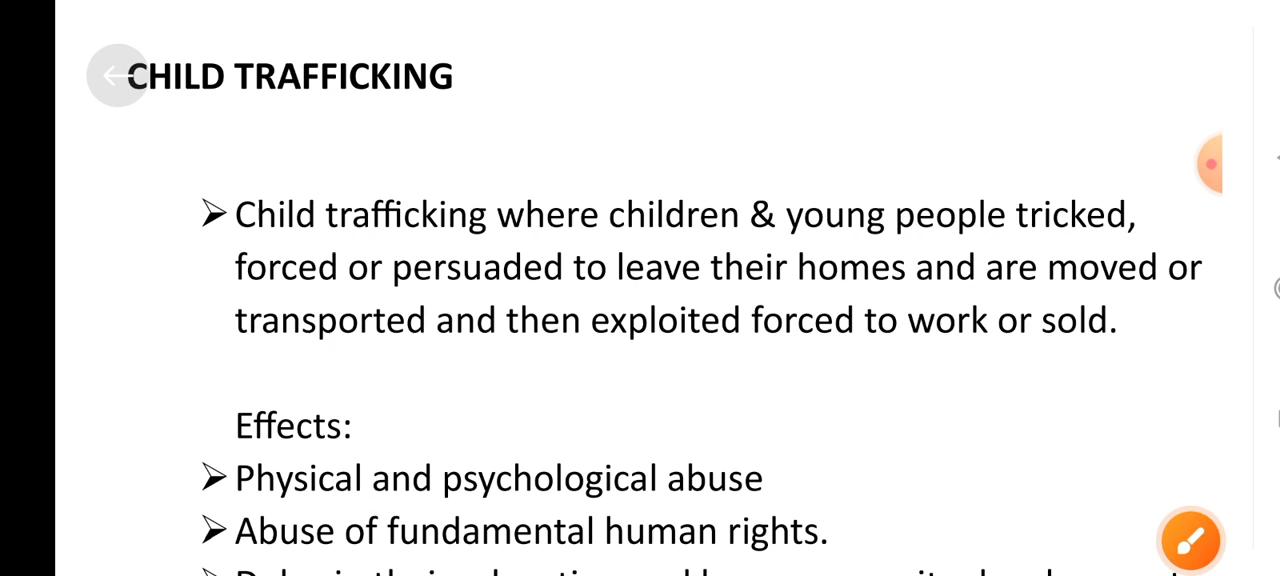 CHILD TRAFFICKING
➢ Child trafficking where children & young people tricked,
forced or persuaded to leave their homes and are moved or
transported and then exploited forced to work or sold.
Effects:
➢ Physical and psychological abuse
➢ Abuse of fundamental human rights.